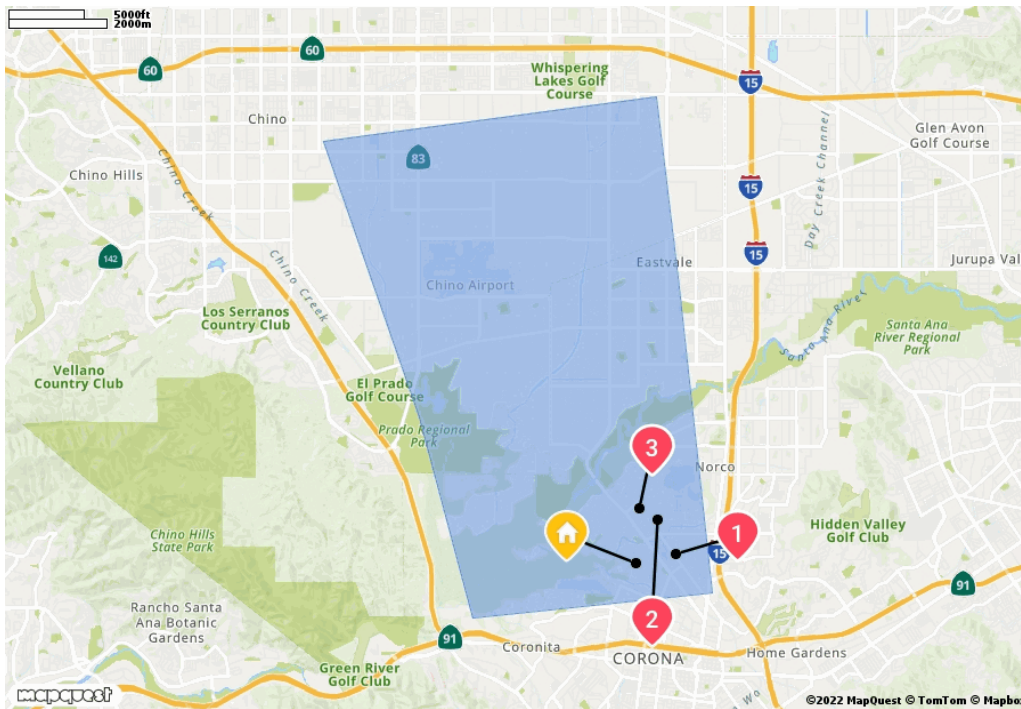 5000ft
2000m
60
60
Whispering
Lakes Golf
Course
15
Chino
Glen Avon
Golf Course
83
Chino Hills
Chino Creek
15
Day Creek Channel
142
Chino Creek
15
Eastvale
Jurupa Val
Chino Airport
Los Serranos
Country Club
Santa Ana River
Santa Ana
River Regional
Park
Vellano
Country Club
El Prado
Golf Course
Prado Regional
Park
3
Norco
Chino Hills
State Park
1
15
Hidden Valley
Golf Club
91
Rancho Santa
Ana Botanic
Gardens
2
91
Coronita
CORONA
Home Gardens
Green River
Golf Club
mapquest
©2022 MapQuest © TomTom © Mapbo